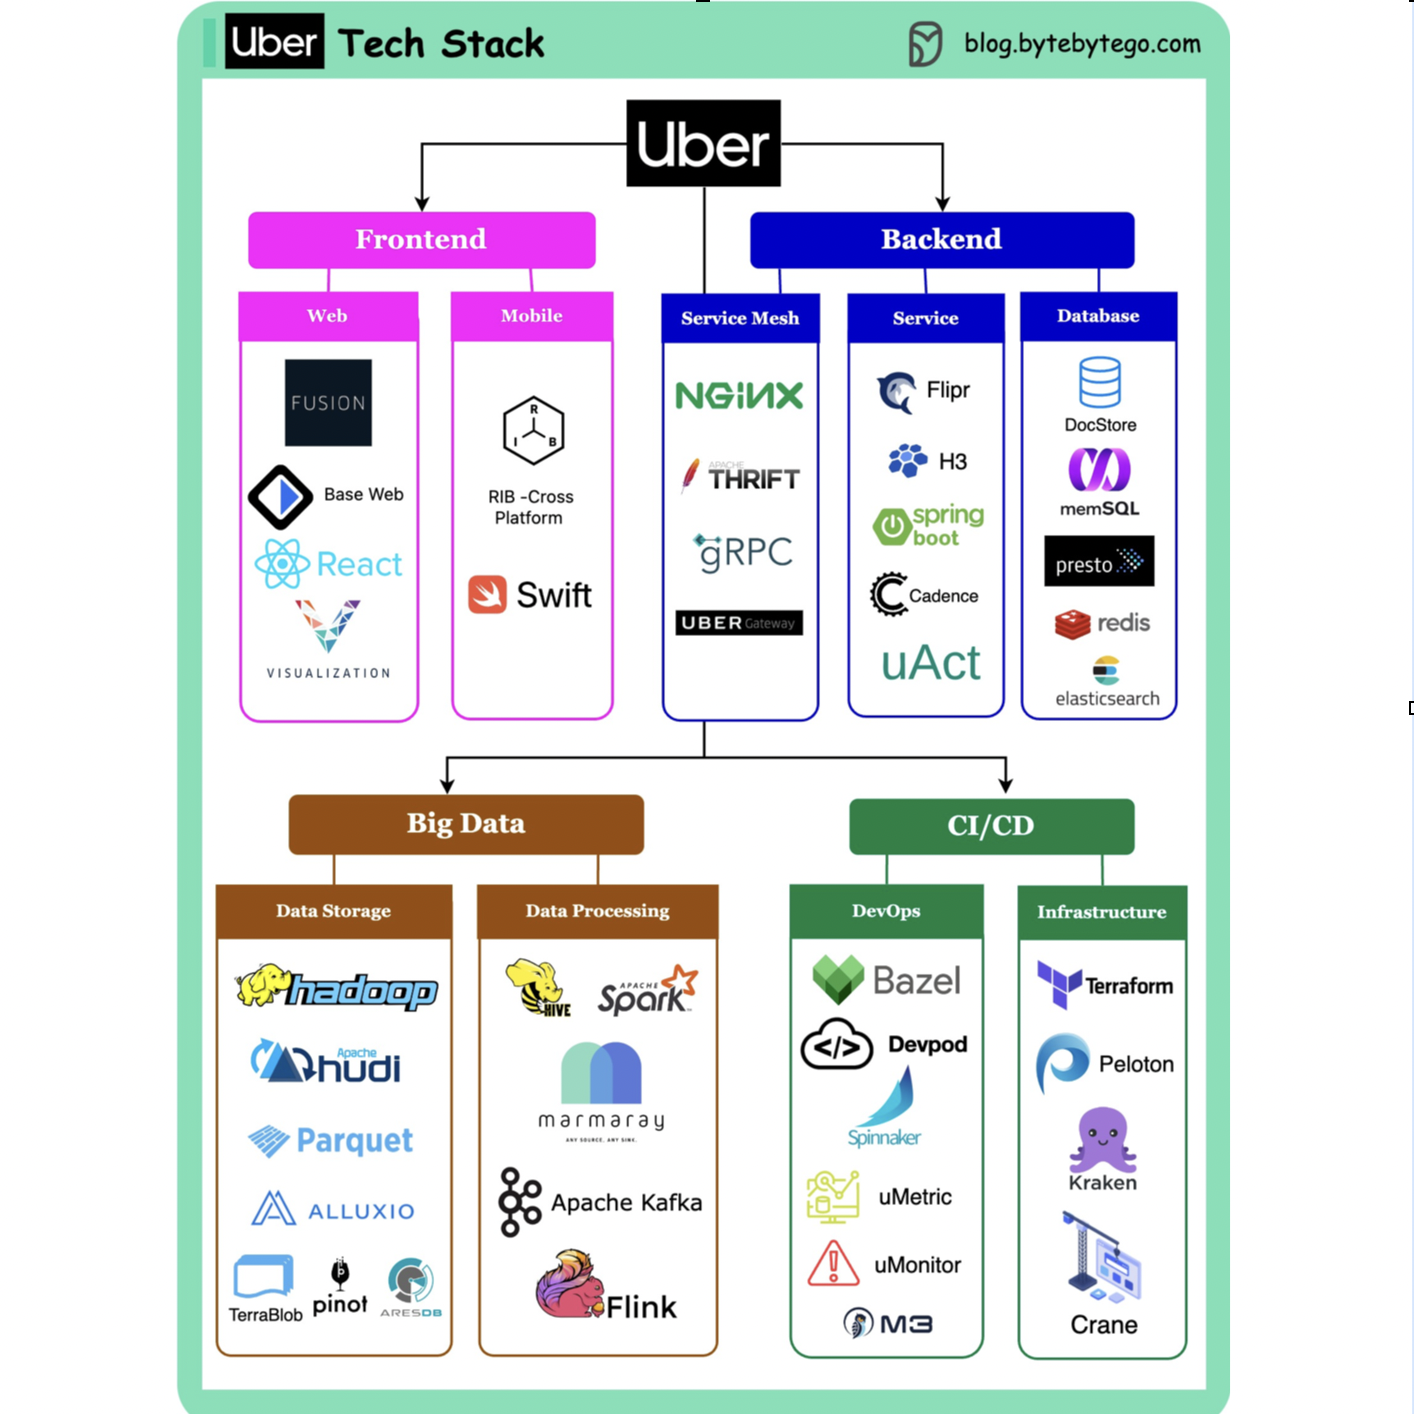 Uber Tech Stack
blog.bytebytego.com
Uber
Frontend
Backend
Web
FUSION
Base Web
React
VISUALIZATION
Mobile
R
I B
RIB -Cross
Platform
Swift
Service Mesh
NGiNX
APACHE
THRIFT
gRPC
UBER Gateway
Service
Flipr
H3
spring
boot
Cadence
uAct
Database
DocStore
memSQL
presto
redis
elasticsearch
Big Data
CI/CD
Data Storage
hadoop
Apache
hudi
Parquet
ALLUXIO
TerraBlob
pinot
ARESDB
Data Processing
HIVE
APACHE
Spark
marmaray
ANY SOURCE. ANY SINK.
Apache Kafka
Flink
DevOps
Bazel
</>
Devpod
Spinnaker
uMetric
uMonitor
M3
Infrastructure
Terraform
Peloton
Kraken
Crane